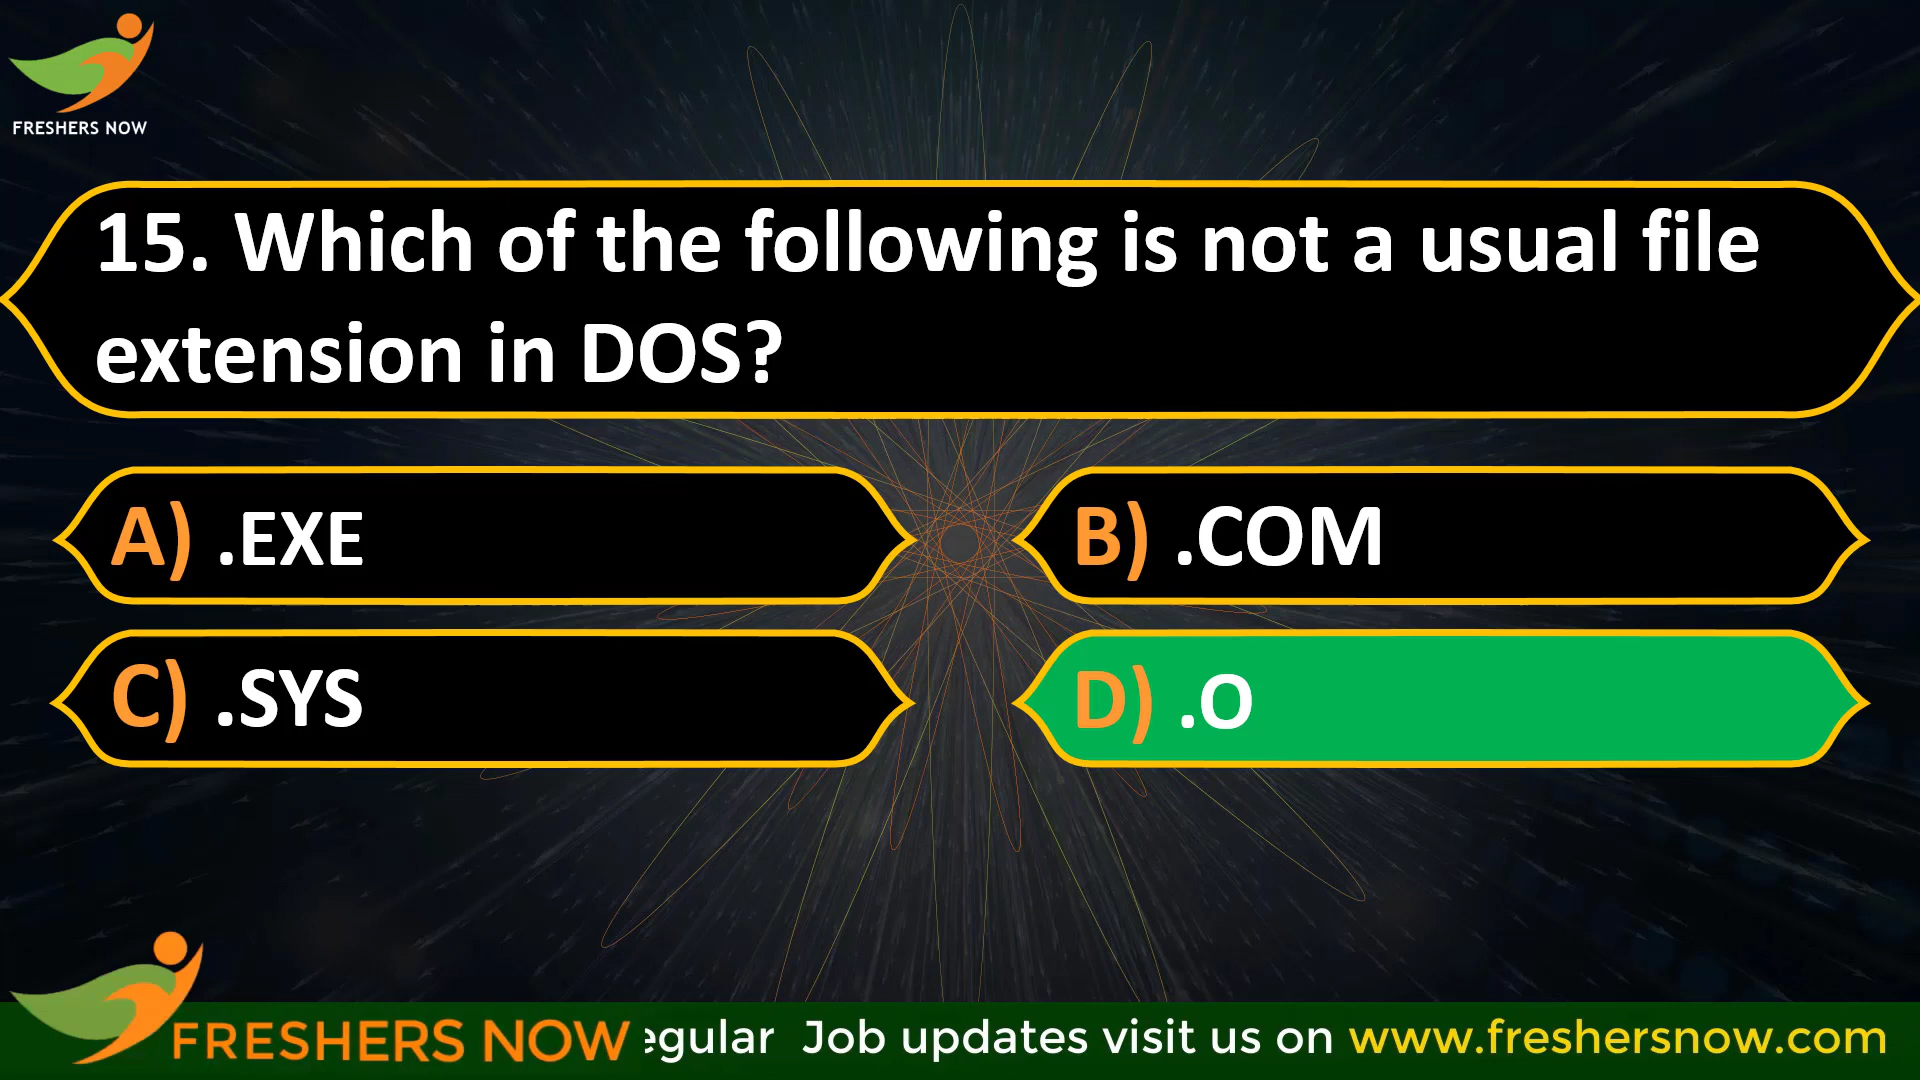 FRESHERS NOW
15. Which of the following is not a usual file
extension in DOS?
A) .EXE
B) .COM
C) .SYS
D) .O
FRESHERS NOW egular Job updates visit us on www.freshersnow.com